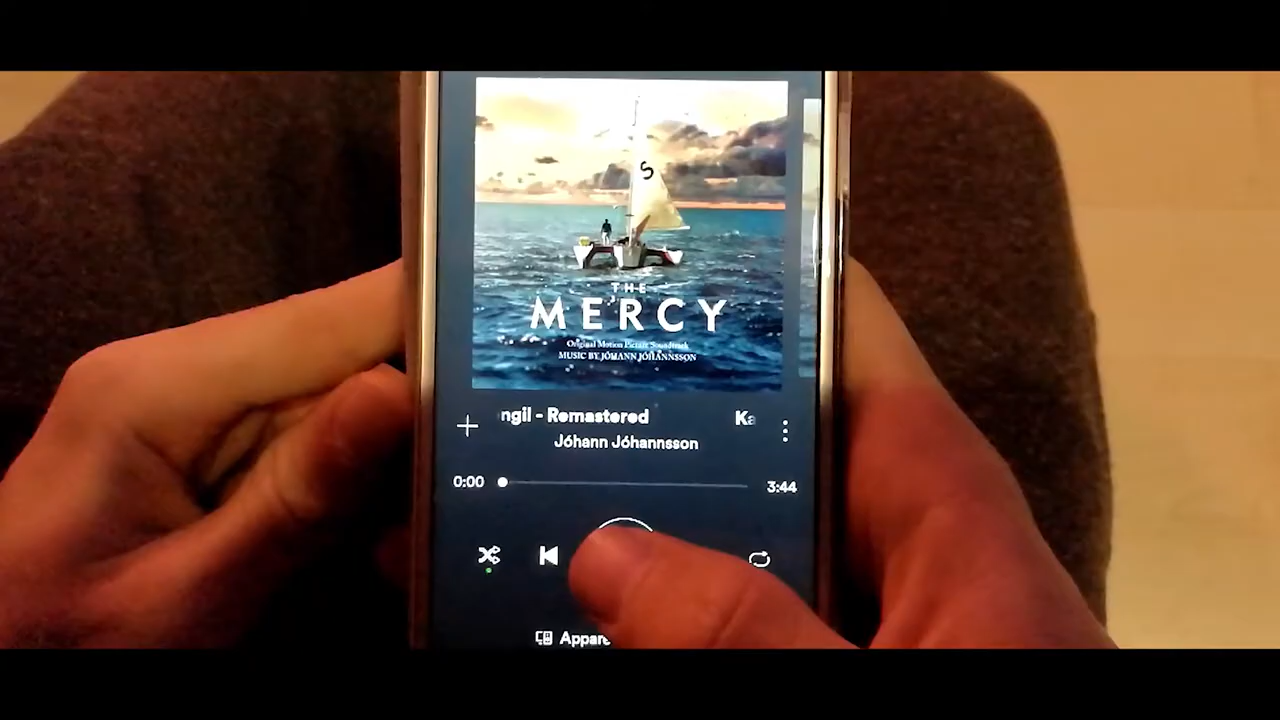 S
THE
MERCY
Original Motion Picture Soundtrack
MUSIC BY JÓHANN JÓHANNSSON
ngil - Remastered Ka
Jóhann Jóhannsson
0:00 3:44
Appare